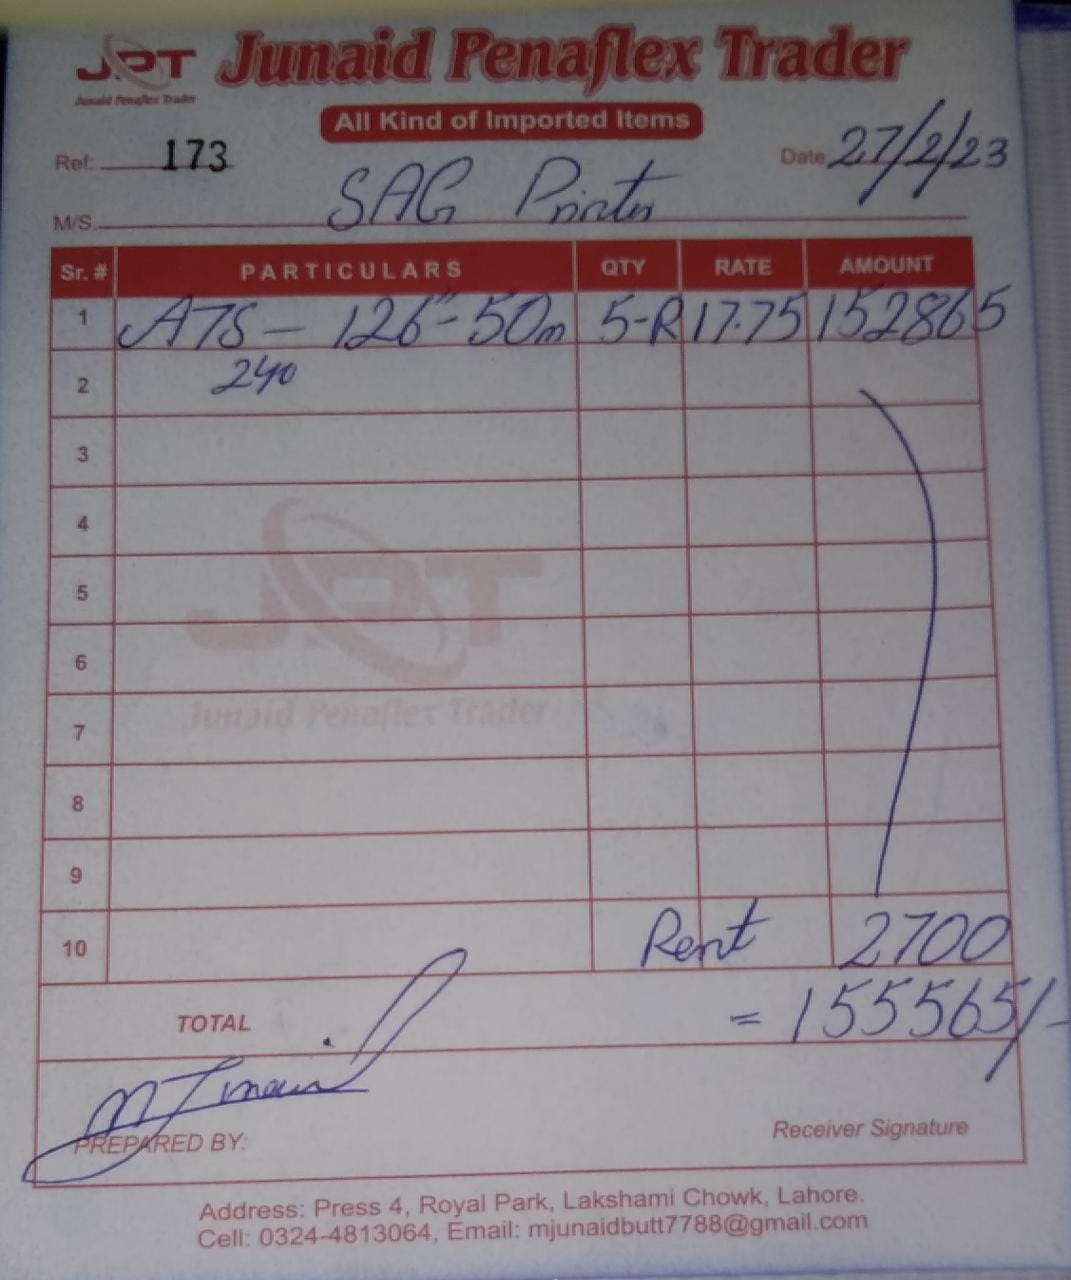 JPT Junaid Penaflex Trader
Junaid Penaflex Trader
All Kind of Imported Items
Ref: 173 Date 27/2/23
M/S. SAG Printer
Sr. # PARTICULARS QTY RATE AMOUNT
1 A7S - 126"- 50m 5-R 17.75 152865
2 240
3
4
5
6
7
8
9
10 Rent 2700
TOTAL = 155565/-
PREPARED BY: Receiver Signature
JPT
Junaid Penaflex Trader
Address: Press 4, Royal Park, Lakshami Chowk, Lahore.
Cell: 0324-4813064, Email: mjunaidbutt7788@gmail.com